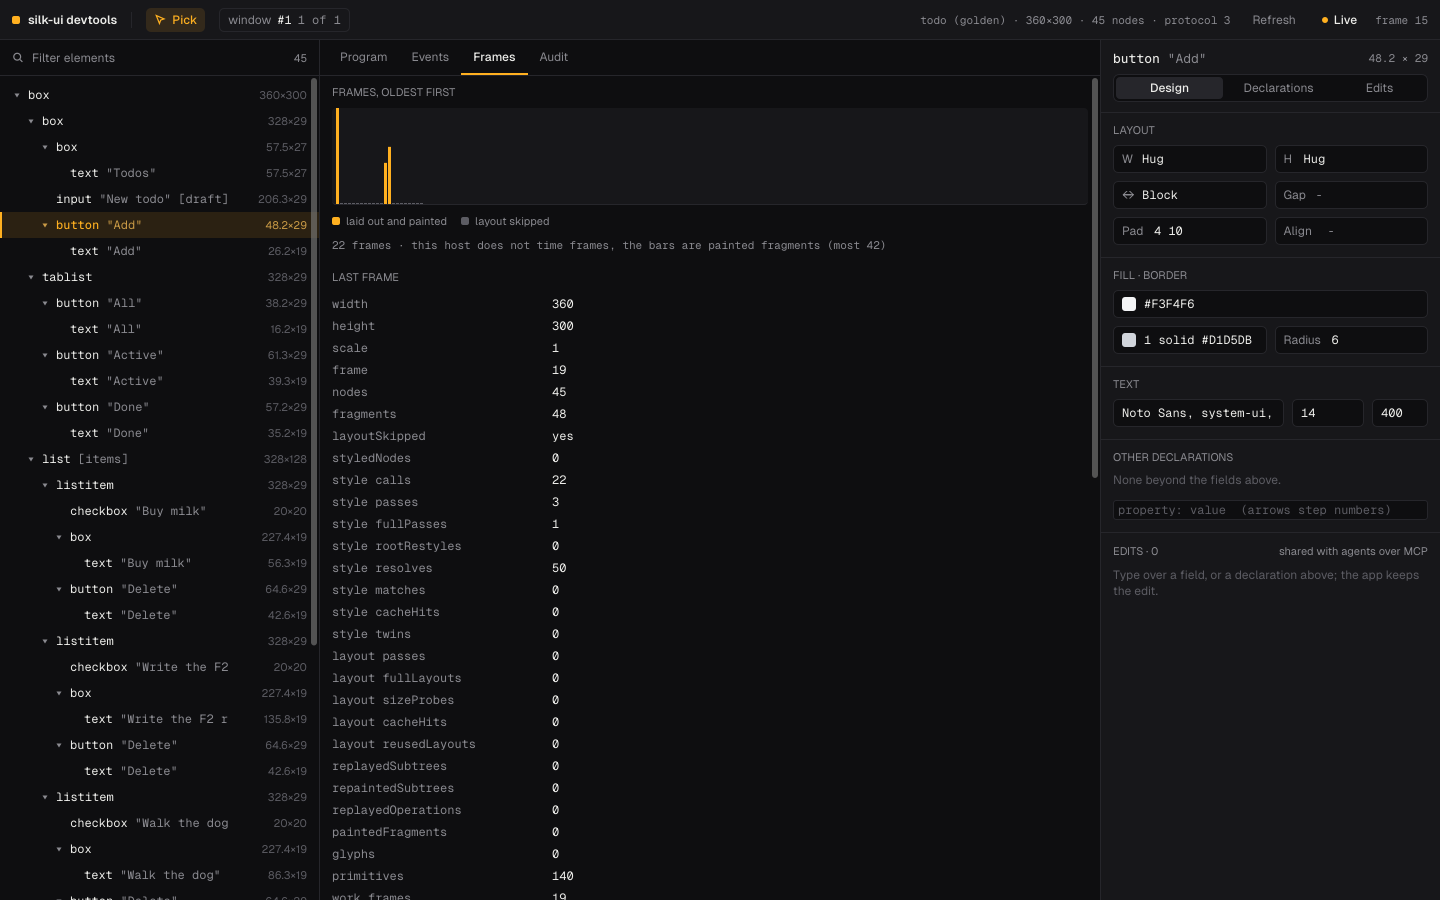 silk-ui devtools
Pick
window #1 1 of 1
todo (golden) · 360×300 · 45 nodes · protocol 3
Refresh
Live
frame 15
Filter elements
45
box 360×300
box 328×29
box 57.5×27
text "Todos" 57.5×27
input "New todo" [draft] 206.3×29
button "Add" 48.2×29
text "Add" 26.2×19
tablist 328×29
button "All" 38.2×29
text "All" 16.2×19
button "Active" 61.3×29
text "Active" 39.3×19
button "Done" 57.2×29
text "Done" 35.2×19
list [items] 328×128
listitem 328×29
checkbox "Buy milk" 20×20
box 227.4×19
text "Buy milk" 56.3×19
button "Delete" 64.6×29
text "Delete" 42.6×19
listitem 328×29
checkbox "Write the F2 20×20
box 227.4×19
text "Write the F2 r 135.8×19
button "Delete" 64.6×29
text "Delete" 42.6×19
listitem 328×29
checkbox "Walk the dog 20×20
box 227.4×19
text "Walk the dog" 86.3×19
button "Delete" 64.6×29
Program Events Frames Audit
FRAMES, OLDEST FIRST
laid out and painted layout skipped
22 frames · this host does not time frames, the bars are painted fragments (most 42)
LAST FRAME
width 360
height 300
scale 1
frame 19
nodes 45
fragments 48
layoutSkipped yes
styledNodes 0
style calls 22
style passes 3
style fullPasses 1
style rootRestyles 0
style resolves 50
style matches 0
style cacheHits 0
style twins 0
layout passes 0
layout fullLayouts 0
layout sizeProbes 0
layout cacheHits 0
layout reusedLayouts 0
replayedSubtrees 0
repaintedSubtrees 0
replayedOperations 0
paintedFragments 0
glyphs 0
primitives 140
work frames 19
button "Add" 48.2 × 29
Design Declarations Edits
LAYOUT
W Hug H Hug
Block Gap -
Pad 4 10 Align -
FILL · BORDER
#F3F4F6
1 solid #D1D5DB Radius 6
TEXT
Noto Sans, system-ui, 14 400
OTHER DECLARATIONS
None beyond the fields above.
property: value (arrows step numbers)
EDITS · 0 shared with agents over MCP
Type over a field, or a declaration above; the app keeps
the edit.